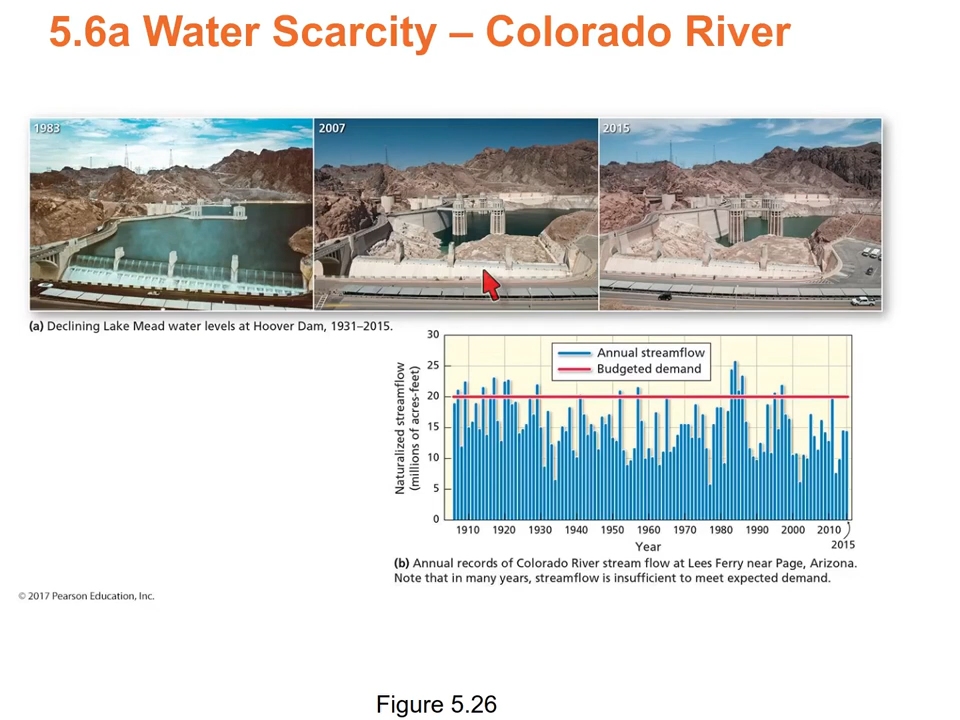 5.6a Water Scarcity – Colorado River
1983
2007
2015
(a) Declining Lake Mead water levels at Hoover Dam, 1931–2015.
30
25
20
15
10
5
0
Naturalized streamflow
(millions of acres-feet)
Annual streamflow
Budgeted demand
1910 1920 1930 1940 1950 1960 1970 1980 1990 2000 2010
2015
Year
(b) Annual records of Colorado River stream flow at Lees Ferry near Page, Arizona.
Note that in many years, streamflow is insufficient to meet expected demand.
© 2017 Pearson Education, Inc.
Figure 5.26